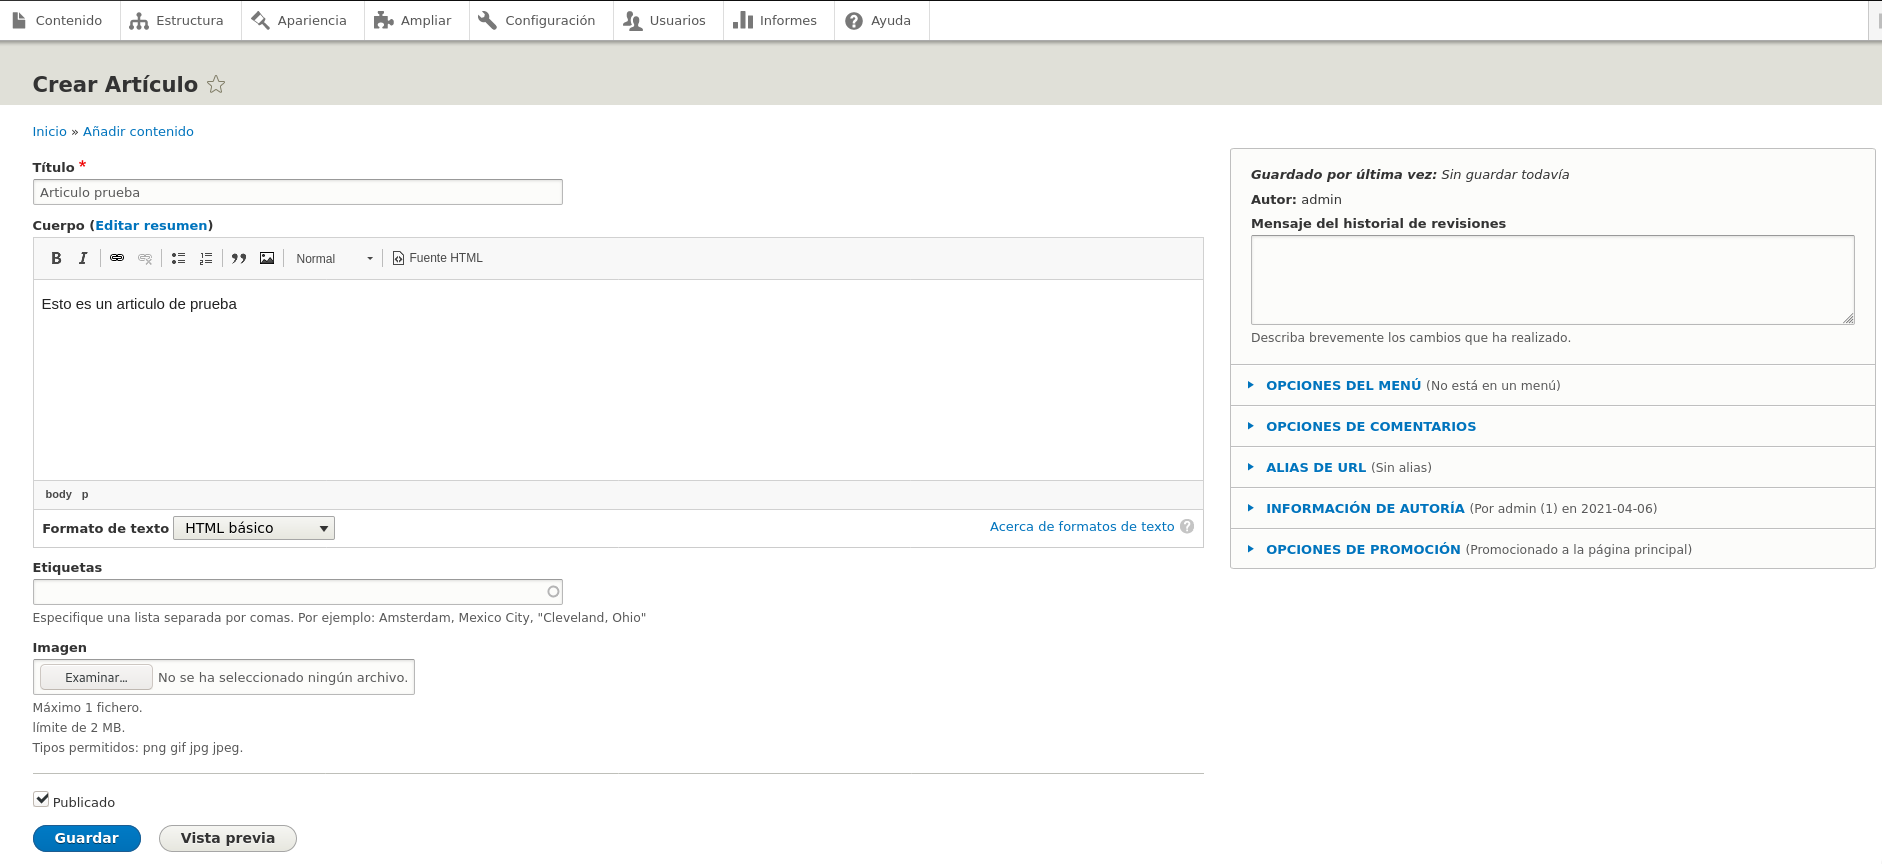 Contenido Estructura Apariencia Ampliar Configuración Usuarios Informes Ayuda
Crear Artículo
Inicio » Añadir contenido
Título *
Articulo prueba
Cuerpo (Editar resumen)
B I Normal Fuente HTML
Esto es un articulo de prueba
body p
Formato de texto HTML básico Acerca de formatos de texto ?
Etiquetas
Especifique una lista separada por comas. Por ejemplo: Amsterdam, Mexico City, "Cleveland, Ohio"
Imagen
Examinar... No se ha seleccionado ningún archivo.
Máximo 1 fichero.
límite de 2 MB.
Tipos permitidos: png gif jpg jpeg.
Publicado
Guardar Vista previa
Guardado por última vez: Sin guardar todavía
Autor: admin
Mensaje del historial de revisiones
Describa brevemente los cambios que ha realizado.
OPCIONES DEL MENÚ (No está en un menú)
OPCIONES DE COMENTARIOS
ALIAS DE URL (Sin alias)
INFORMACIÓN DE AUTORÍA (Por admin (1) en 2021-04-06)
OPCIONES DE PROMOCIÓN (Promocionado a la página principal)